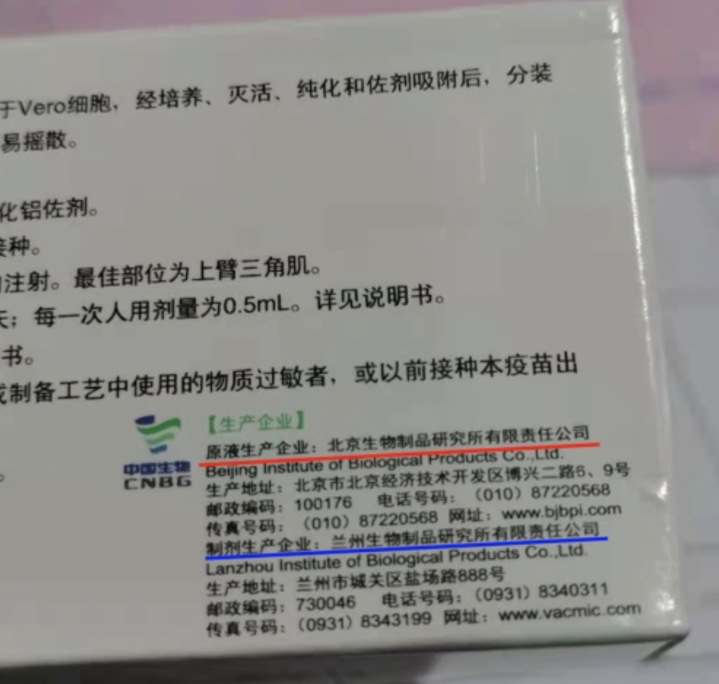 于Vero细胞，经培养、灭活、纯化和佐剂吸附后，分装
易摇散。
化铝佐剂。
接种。
注射。最佳部位为上臂三角肌。
天；每一次人用剂量为0.5mL。详见说明书。
书。
或制备工艺中使用的物质过敏者，或以前接种本疫苗出
【生产企业】
中国生物
CNBG
原液生产企业：北京生物制品研究所有限责任公司
Beijing Institute of Biological Products Co.,Ltd.
生产地址：北京市北京经济技术开发区博兴二路6、9号
邮政编码：100176 电话号码：（010）87220568
传真号码：（010）87220568 网址：www.bjbpi.com
制剂生产企业：兰州生物制品研究所有限责任公司
Lanzhou Institute of Biological Products Co.,Ltd.
生产地址：兰州市城关区盐场路888号
邮政编码：730046 电话号码：（0931）8340311
传真号码：（0931）8343199 网址：www.vacmic.com